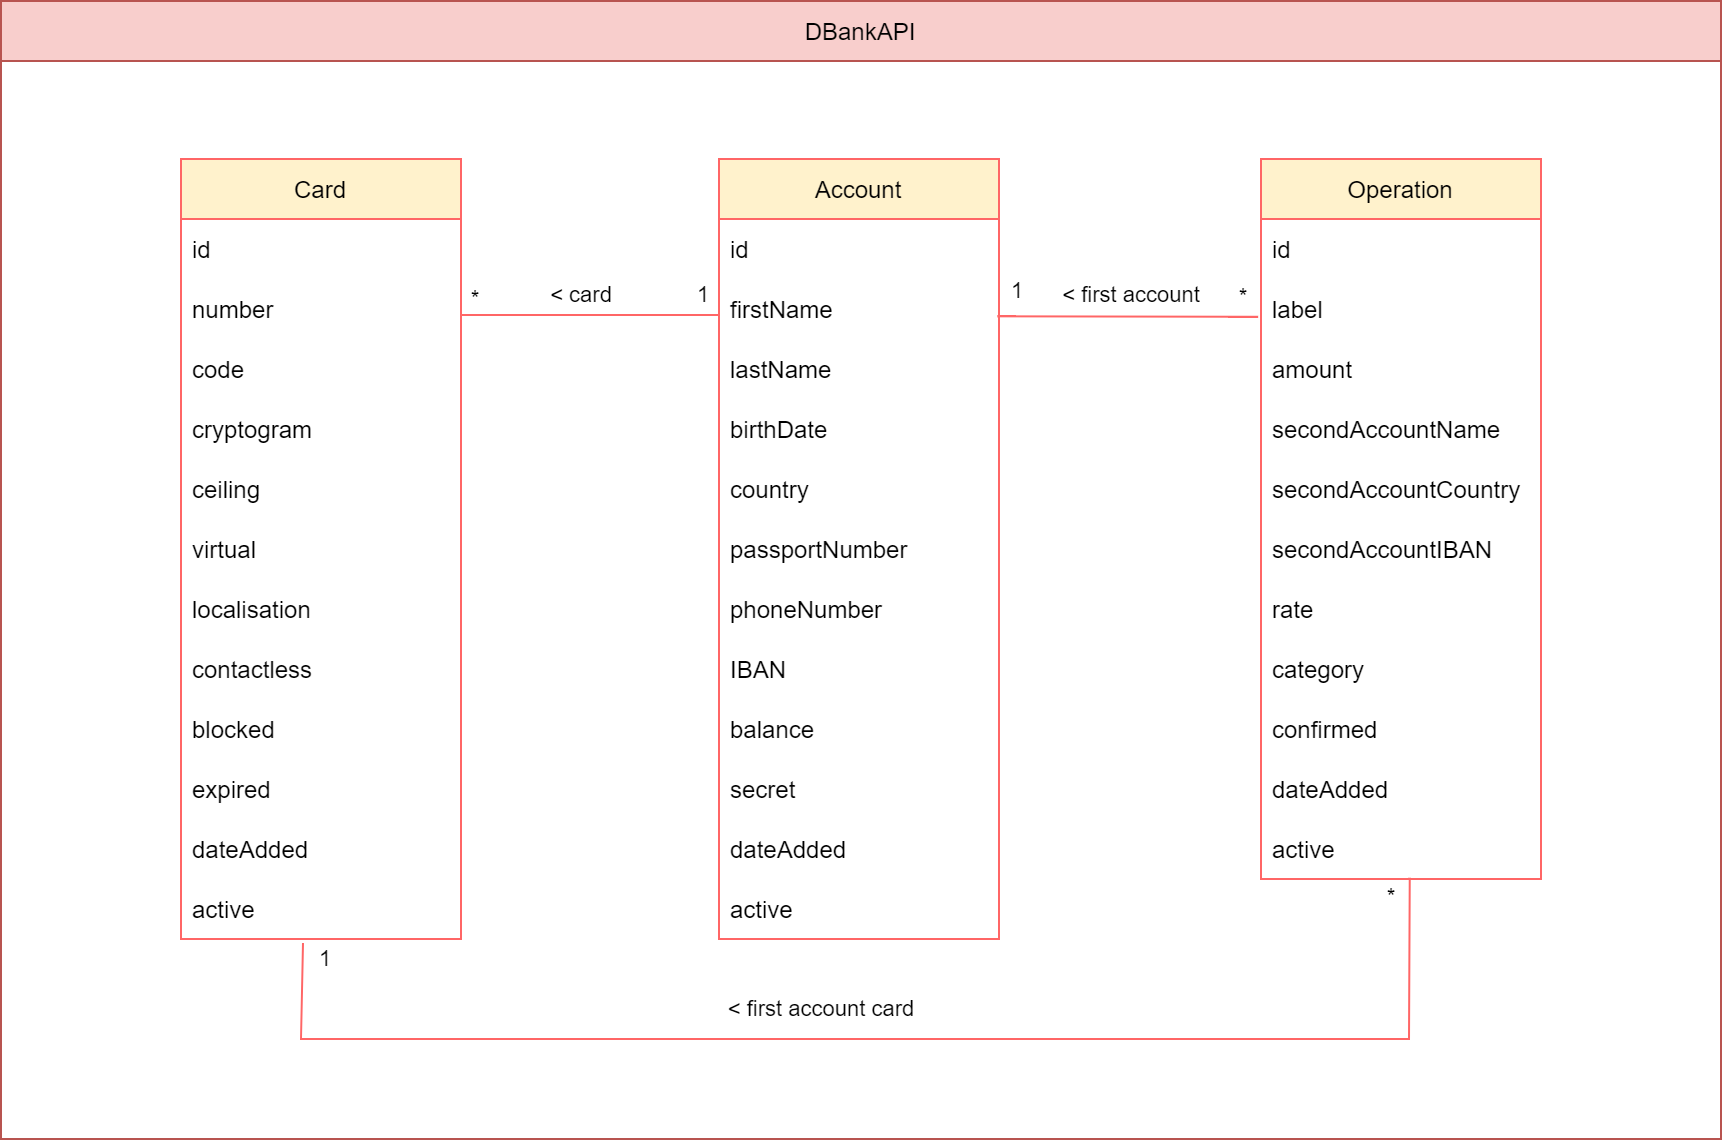 DBankAPI
Card
id
number
code
cryptogram
ceiling
virtual
localisation
contactless
blocked
expired
dateAdded
active
* < card 1
Account
id
firstName
lastName
birthDate
country
passportNumber
phoneNumber
IBAN
balance
secret
dateAdded
active
1 < first account *
Operation
id
label
amount
secondAccountName
secondAccountCountry
secondAccountIBAN
rate
category
confirmed
dateAdded
active
*
1
< first account card